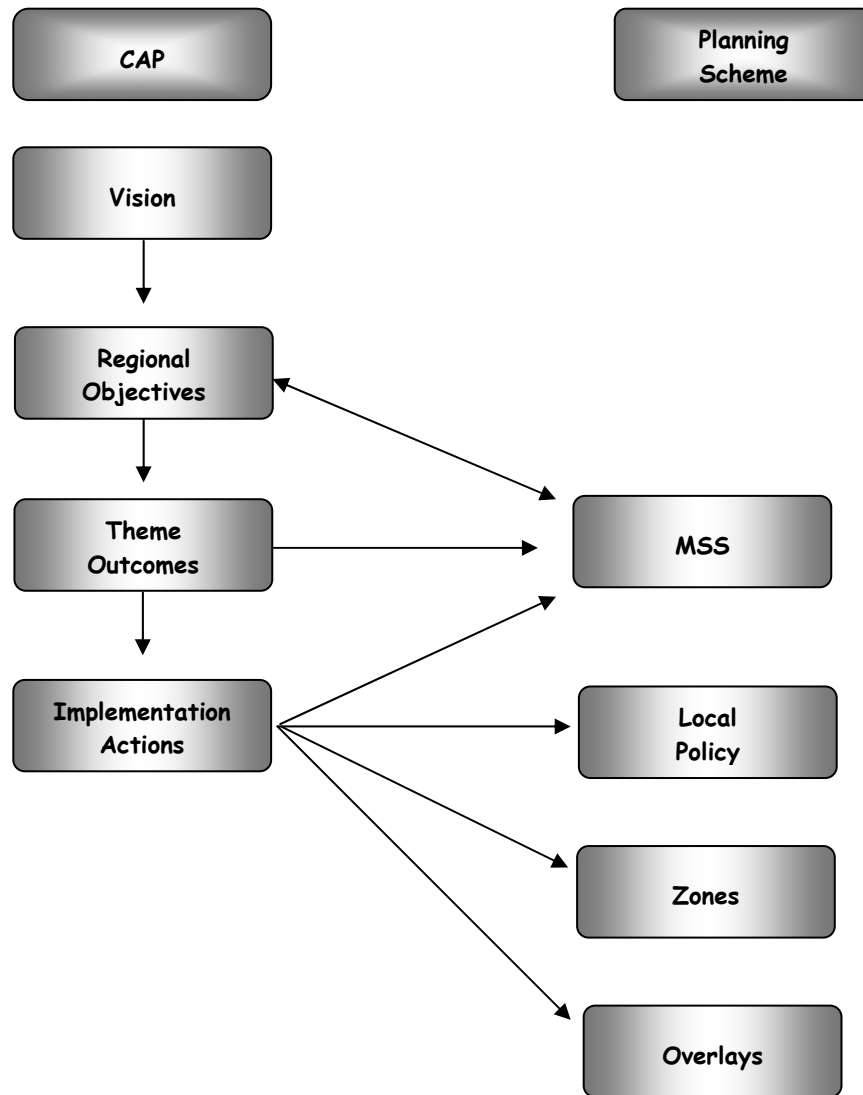 CAP
Planning
Scheme
Vision
Regional
Objectives
Theme
Outcomes
MSS
Implementation
Actions
Local
Policy
Zones
Overlays